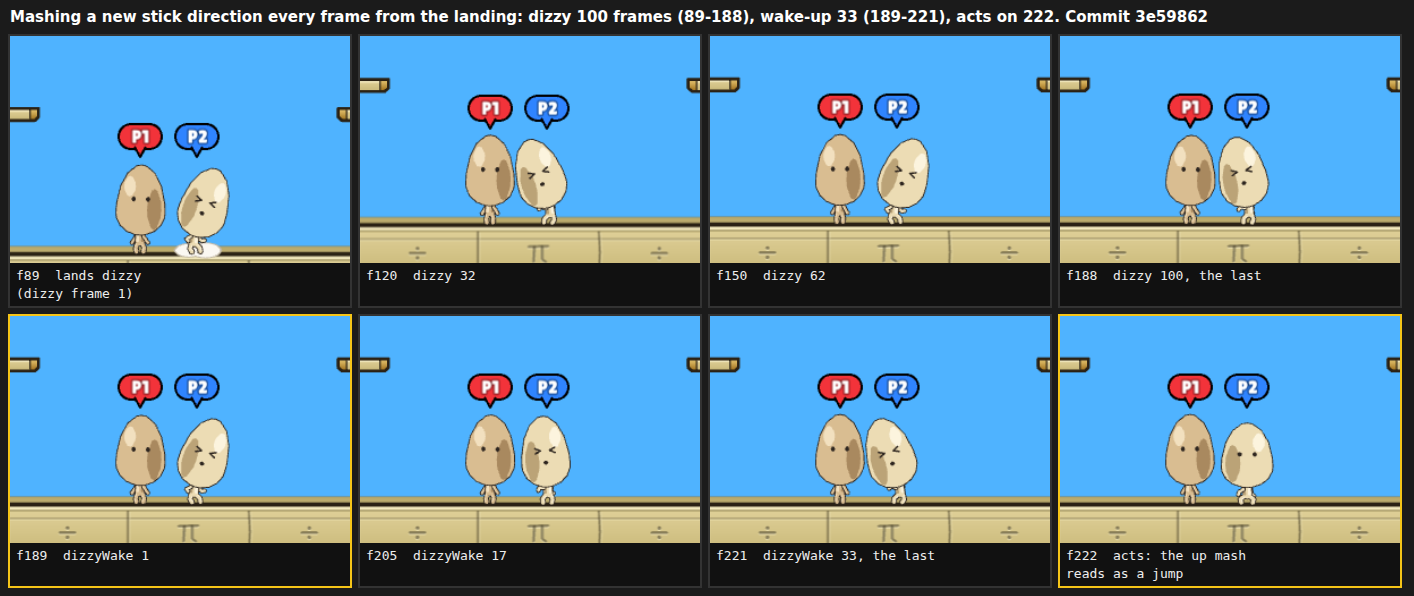 Mashing a new stick direction every frame from the landing: dizzy 100 frames (89-188), wake-up 33 (189-221), acts on 222. Commit 3e59862
P1 P2
P1 P2
P1 P2
P1 P2
÷ π ÷
÷ π ÷
÷ π ÷
f89 lands dizzy
(dizzy frame 1)
f120 dizzy 32
f150 dizzy 62
f188 dizzy 100, the last
P1 P2
P1 P2
P1 P2
P1 P2
÷ π ÷
÷ π ÷
÷ π ÷
÷ π ÷
f189 dizzyWake 1
f205 dizzyWake 17
f221 dizzyWake 33, the last
f222 acts: the up mash
reads as a jump